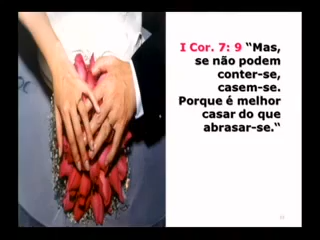 I Cor. 7: 9 “Mas,
se não podem
conter-se,
casem-se.
Porque é melhor
casar do que
abrasar-se.“